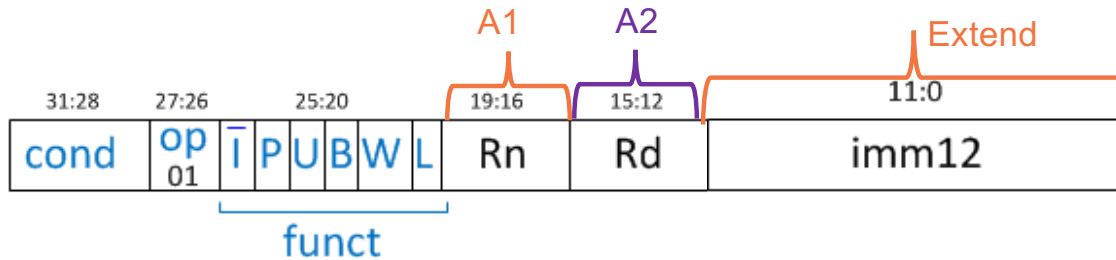 A1 A2 Extend
31:28 27:26 25:20 19:16 15:12 11:0
cond op 01 I P U B W L Rn Rd imm12
funct